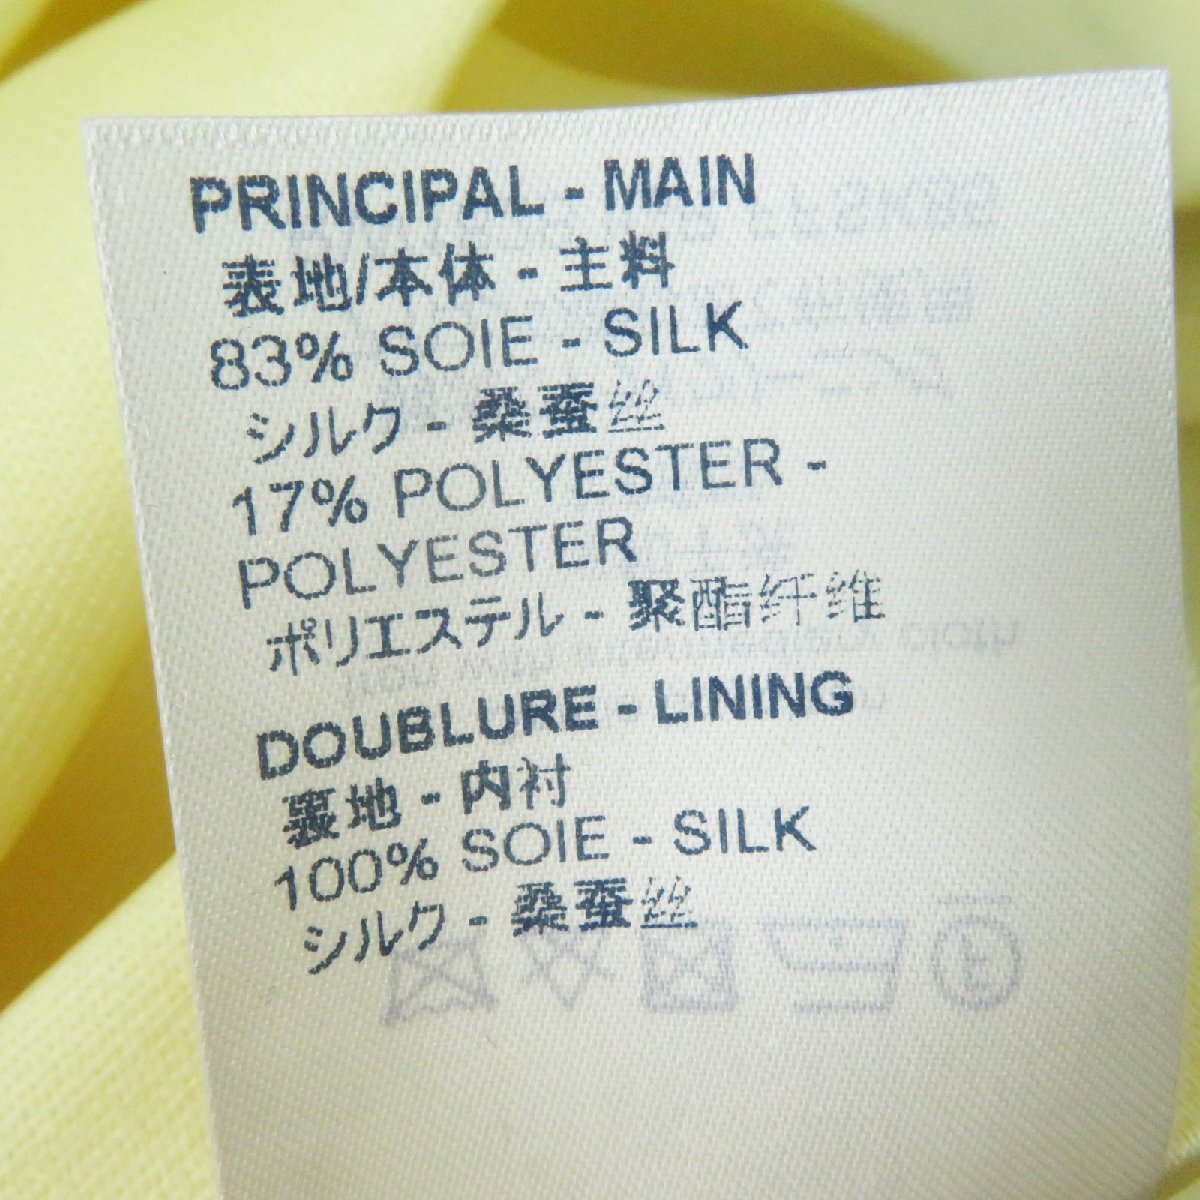 PRINCIPAL - MAIN
表地/本体 - 主料
83% SOIE - SILK
シルク - 桑蚕丝
17% POLYESTER -
POLYESTER
ポリエステル - 聚酯纤维
DOUBLURE - LINING
裏地 - 内衬
100% SOIE - SILK
シルク - 桑蚕丝